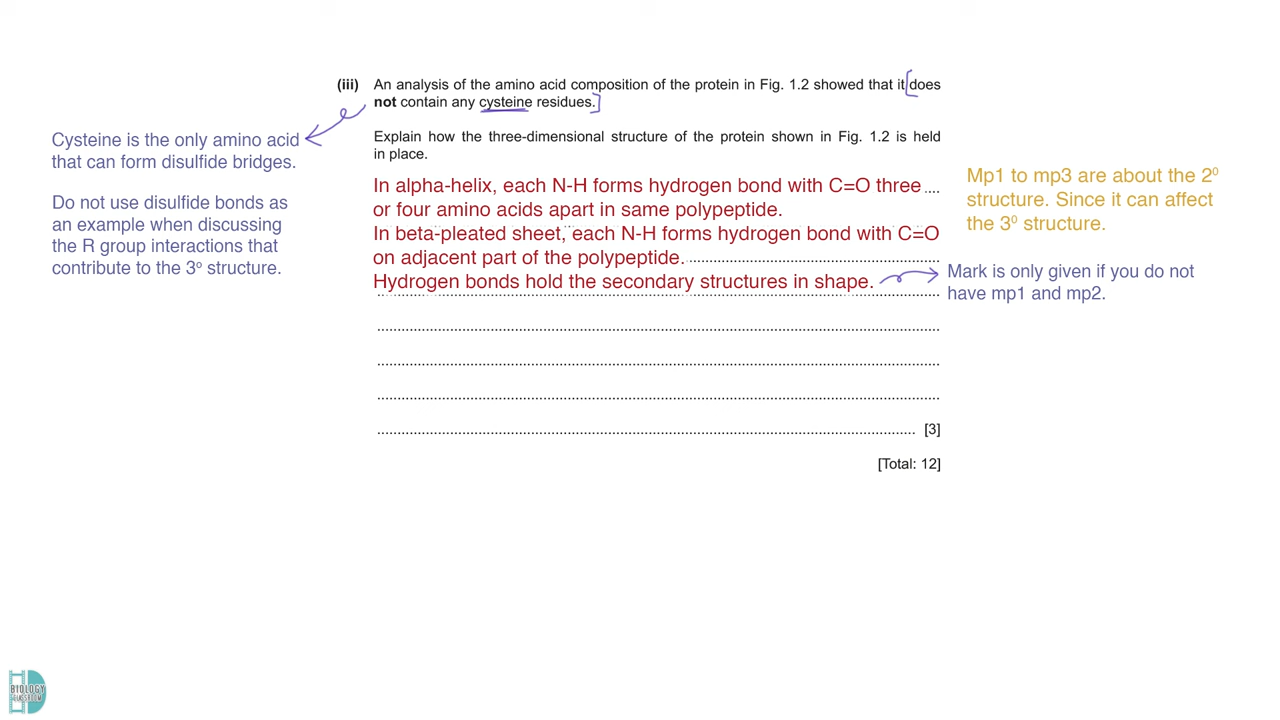 (iii) An analysis of the amino acid composition of the protein in Fig. 1.2 showed that it does
not contain any cysteine residues.
Cysteine is the only amino acid
that can form disulfide bridges.
Do not use disulfide bonds as
an example when discussing
the R group interactions that
contribute to the 3º structure.
Explain how the three-dimensional structure of the protein shown in Fig. 1.2 is held
in place.
In alpha-helix, each N-H forms hydrogen bond with C=O three
or four amino acids apart in same polypeptide.
In beta-pleated sheet, each N-H forms hydrogen bond with C=O
on adjacent part of the polypeptide.
Hydrogen bonds hold the secondary structures in shape.
Mp1 to mp3 are about the 2⁰
structure. Since it can affect
the 3⁰ structure.
Mark is only given if you do not
have mp1 and mp2.
[3]
[Total: 12]
BIOLOGY
CLASSROOM